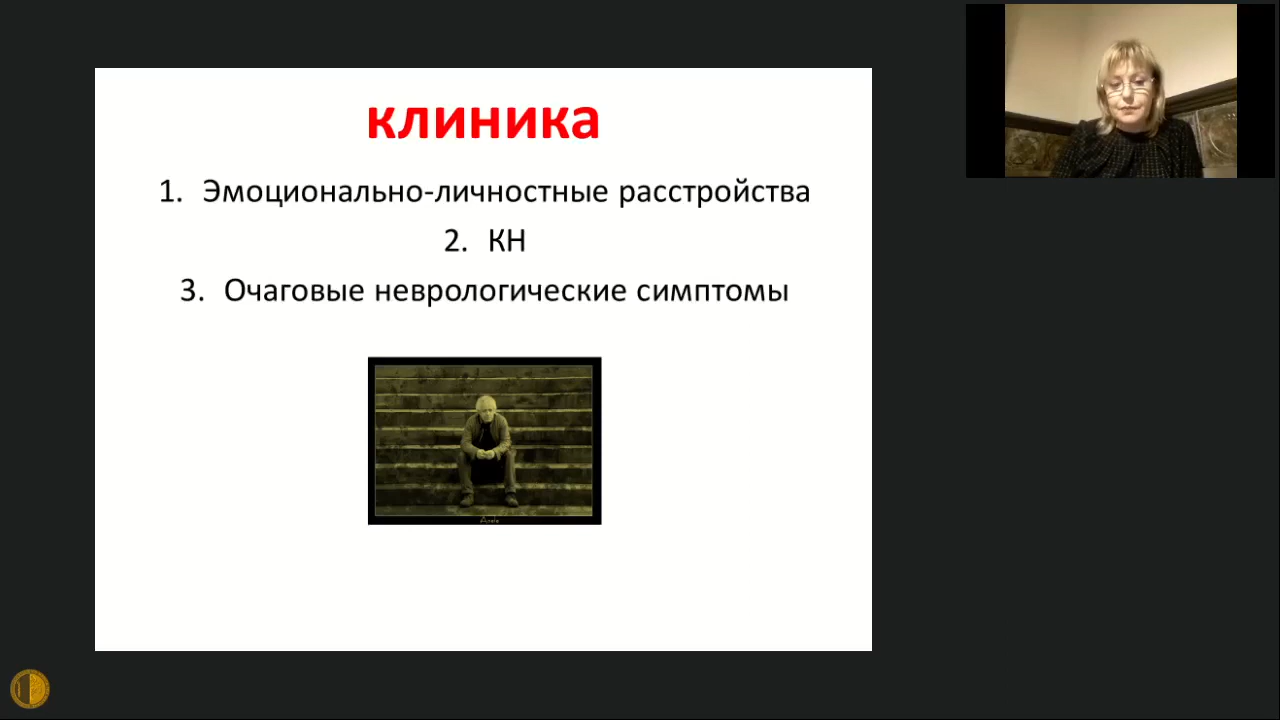 клиника
1. Эмоционально-личностные расстройства
2. КН
3. Очаговые неврологические симптомы